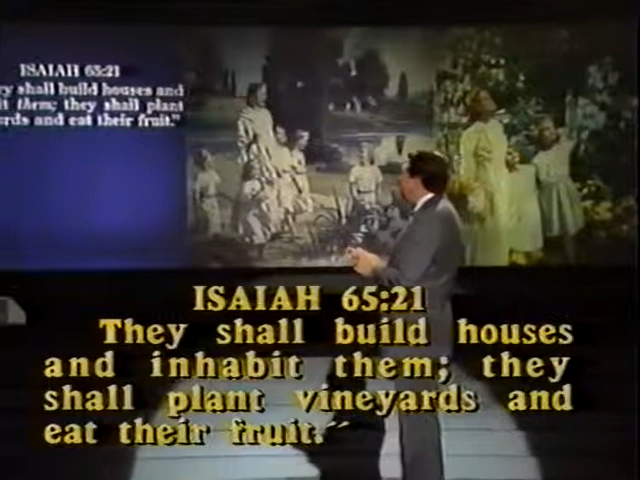 ISAIAH 65:21
y shall build houses and
it them; they shall plant
ards and eat their fruit."
ISAIAH 65:21
They shall build houses
and inhabit them; they
shall plant vineyards and
eat their fruit."